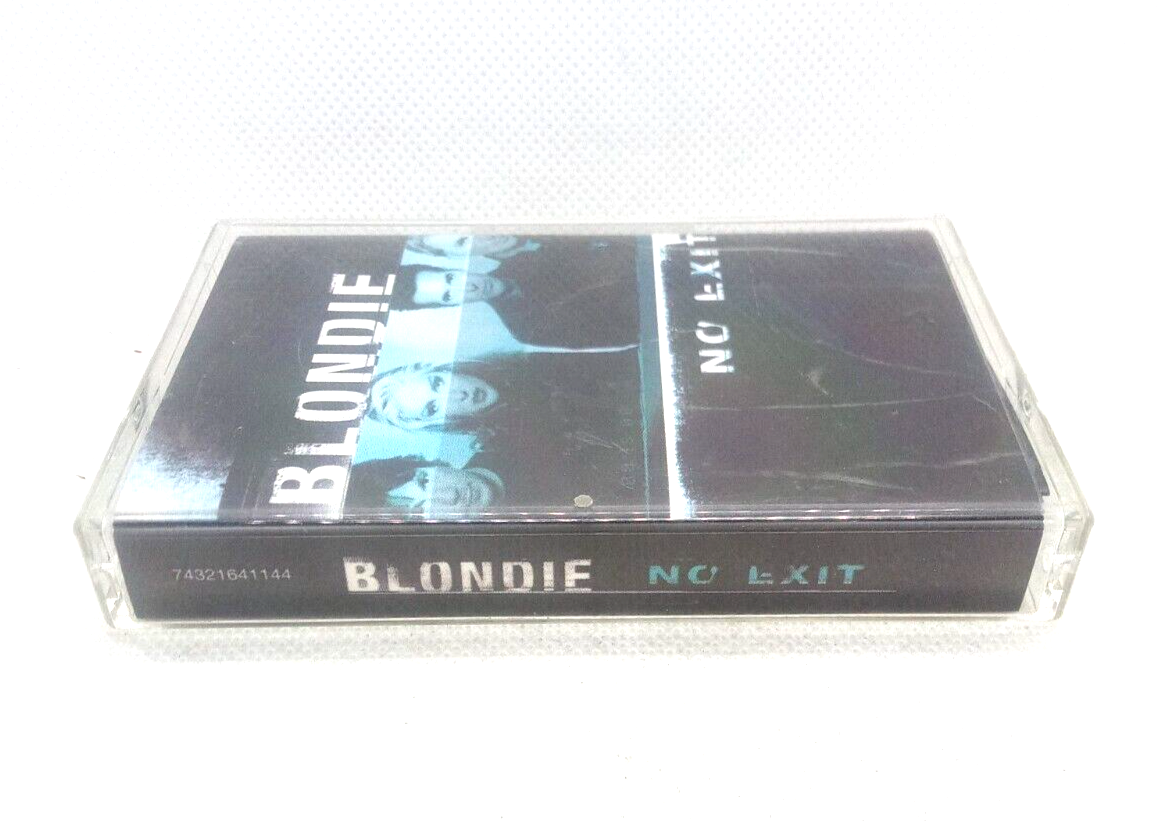 BLONDIE
NO EXIT
74321641144 BLONDIE NO EXIT